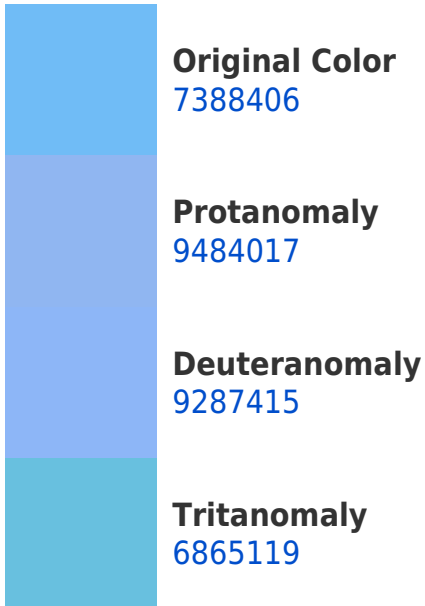 Original Color
7388406
Protanomaly
9484017
Deuteranomaly
9287415
Tritanomaly
6865119